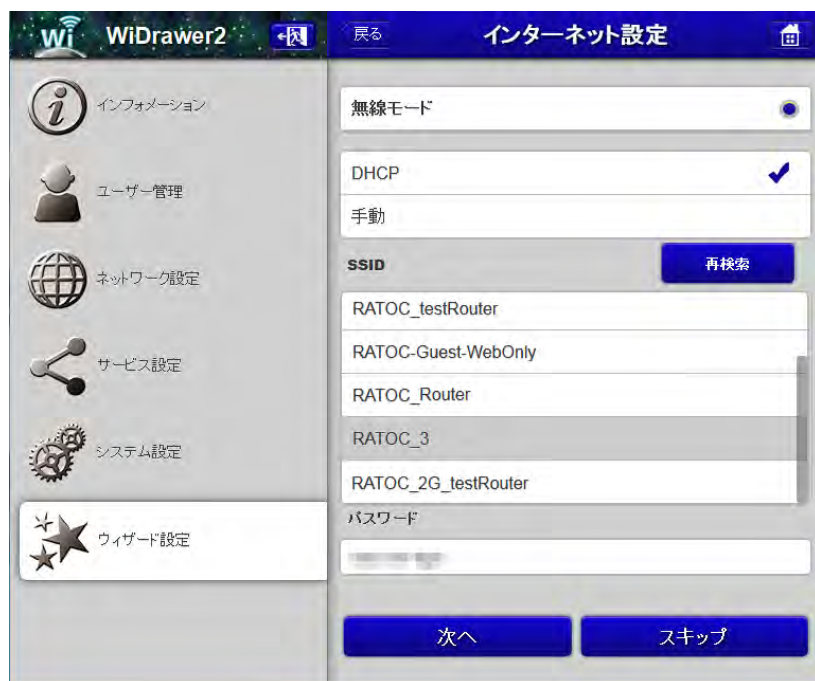 Wi WiDrawer2
インフォメーション
ユーザー管理
ネットワーク設定
サービス設定
システム設定
ウィザード設定
戻る インターネット設定
無線モード
DHCP
手動
SSID 再検索
RATOC_testRouter
RATOC-Guest-WebOnly
RATOC_Router
RATOC_3
RATOC_2G_testRouter
パスワード
次へ スキップ